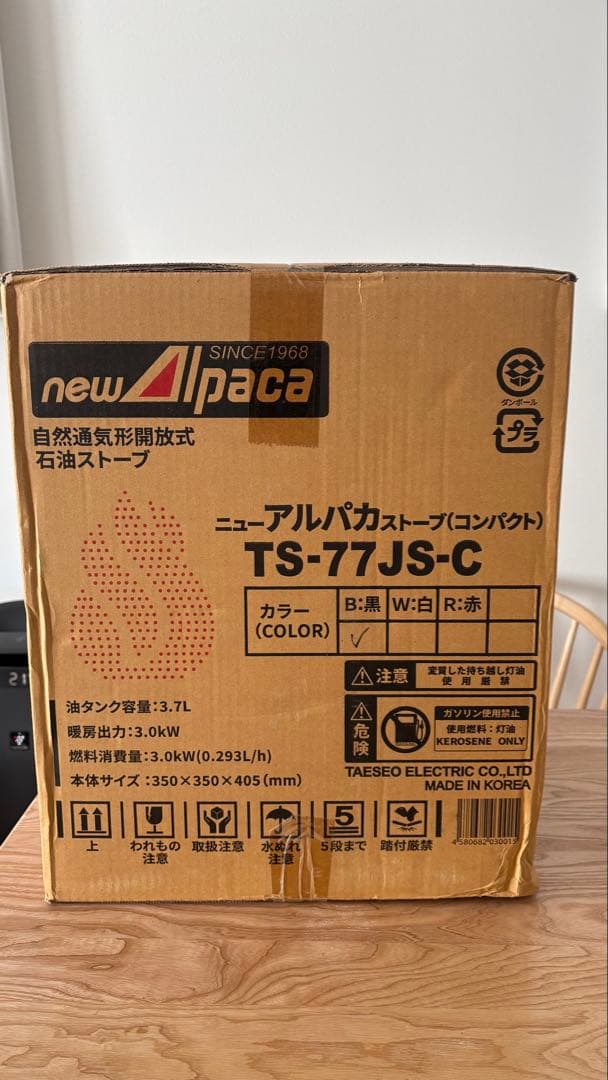 SINCE1968
new Alpaca
自然通気形開放式
石油ストーブ
ダンボール
プラ
ニューアルパカストーブ(コンパクト)
TS-77JS-C
カラー
(COLOR)
B:黒 W:白 R:赤
✓
注意
変質した持ち越し灯油
使用厳禁
危険
ガソリン使用禁止
使用燃料:灯油
KEROSENE ONLY
油タンク容量:3.7L
暖房出力:3.0kW
燃料消費量:3.0kW(0.293L/h)
本体サイズ:350×350×405(mm)
TAESEO ELECTRIC CO.,LTD
MADE IN KOREA
5
上
われもの
注意
取扱注意
水ぬれ
注意
5段まで
踏付厳禁
4 580682 030015
21